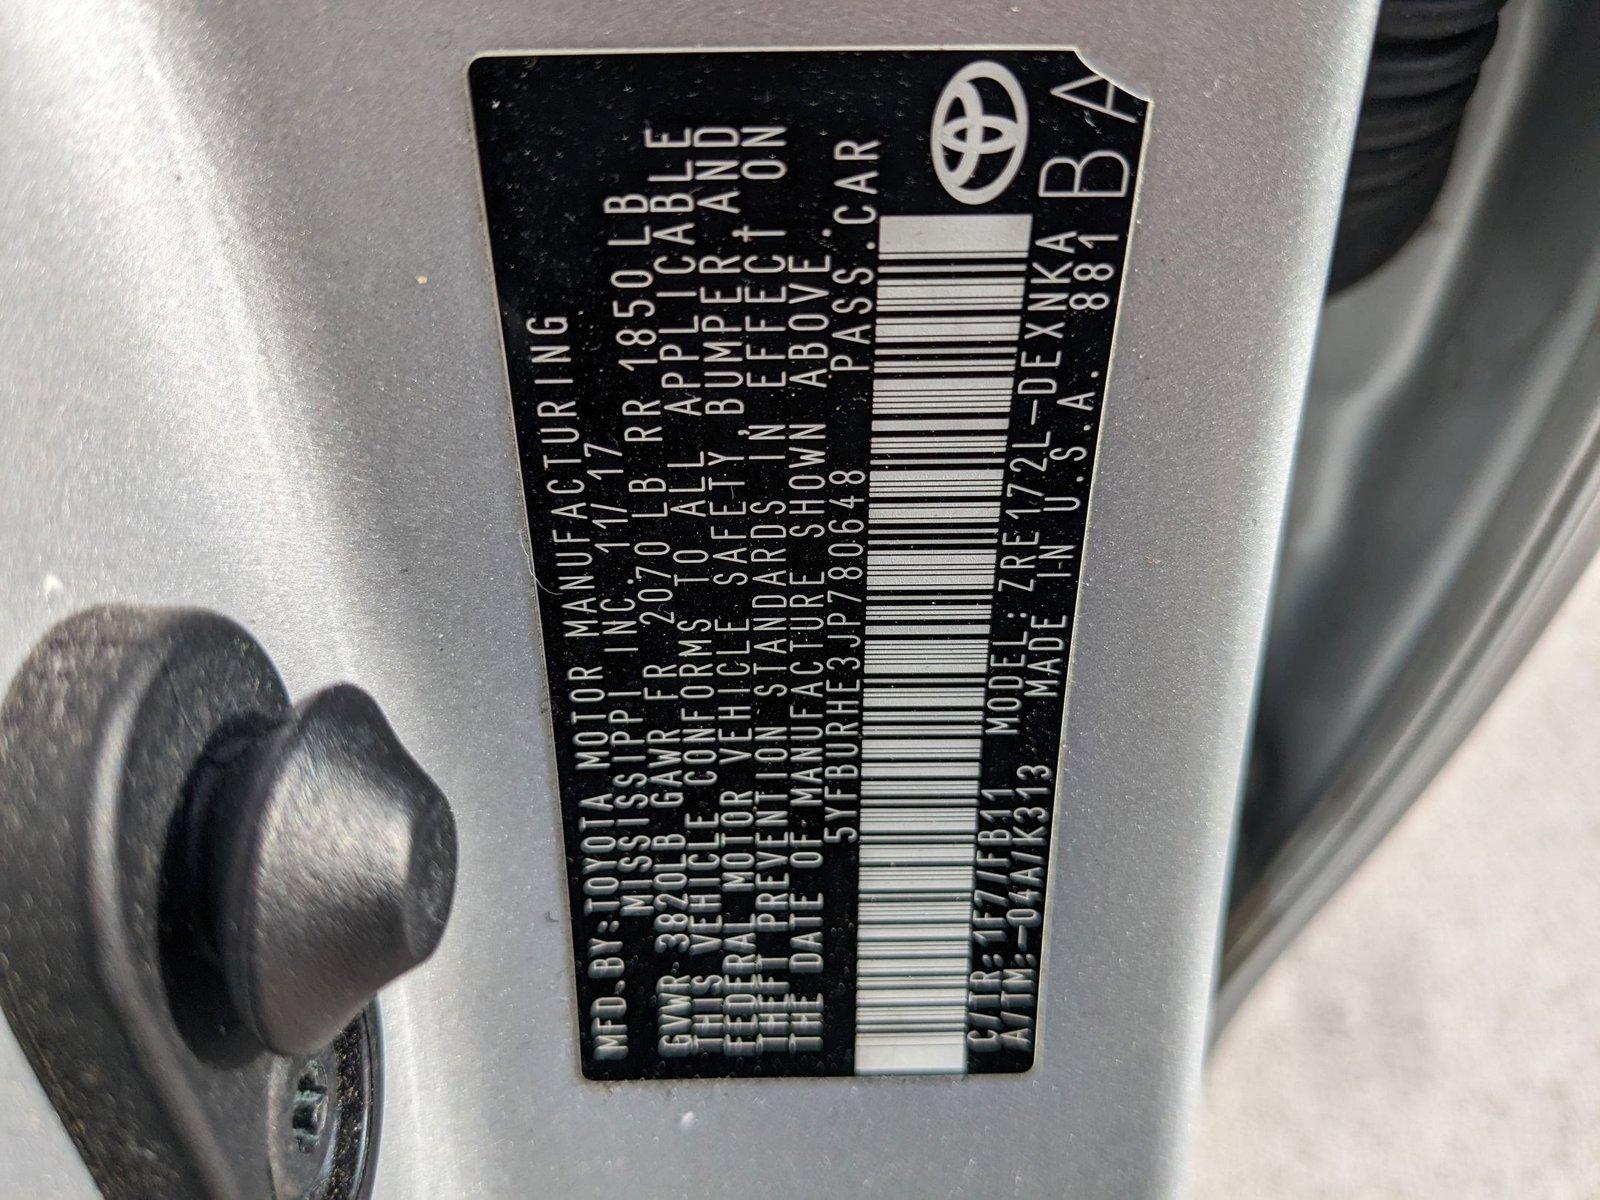 MFD.BY:TOYOTA MOTOR MANUFACTURING
MISSISSIPPI INC. 11/17
GVWR 3820LB GAWR FR 2070 LB RR 1850LB
THIS VEHICLE CONFORMS TO ALL APPLICABLE
FEDERAL MOTOR VEHICLE SAFETY, BUMPER, AND
THEFT PREVENTION STANDARDS IN EFFECT ON
THE DATE OF MANUFACTURE SHOWN ABOVE.
5YFBURHE3JP780648 PASS.CAR
C/TR:1F7/FB11 MODEL: ZRE172L-DEXNKA
A/TM:-04A/K313 MADE IN U.S.A. 881
BA